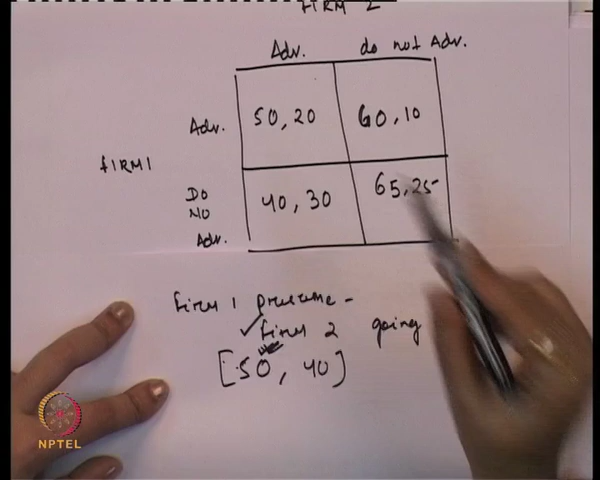 FIRM 2
Adv. do not Adv.
Adv. 50, 20 60, 10
FIRM 1
DO NO Adv. 40, 30 65, 25
Firm 1 presume -
✓ Firm 2 going
[50, 40]
NPTEL